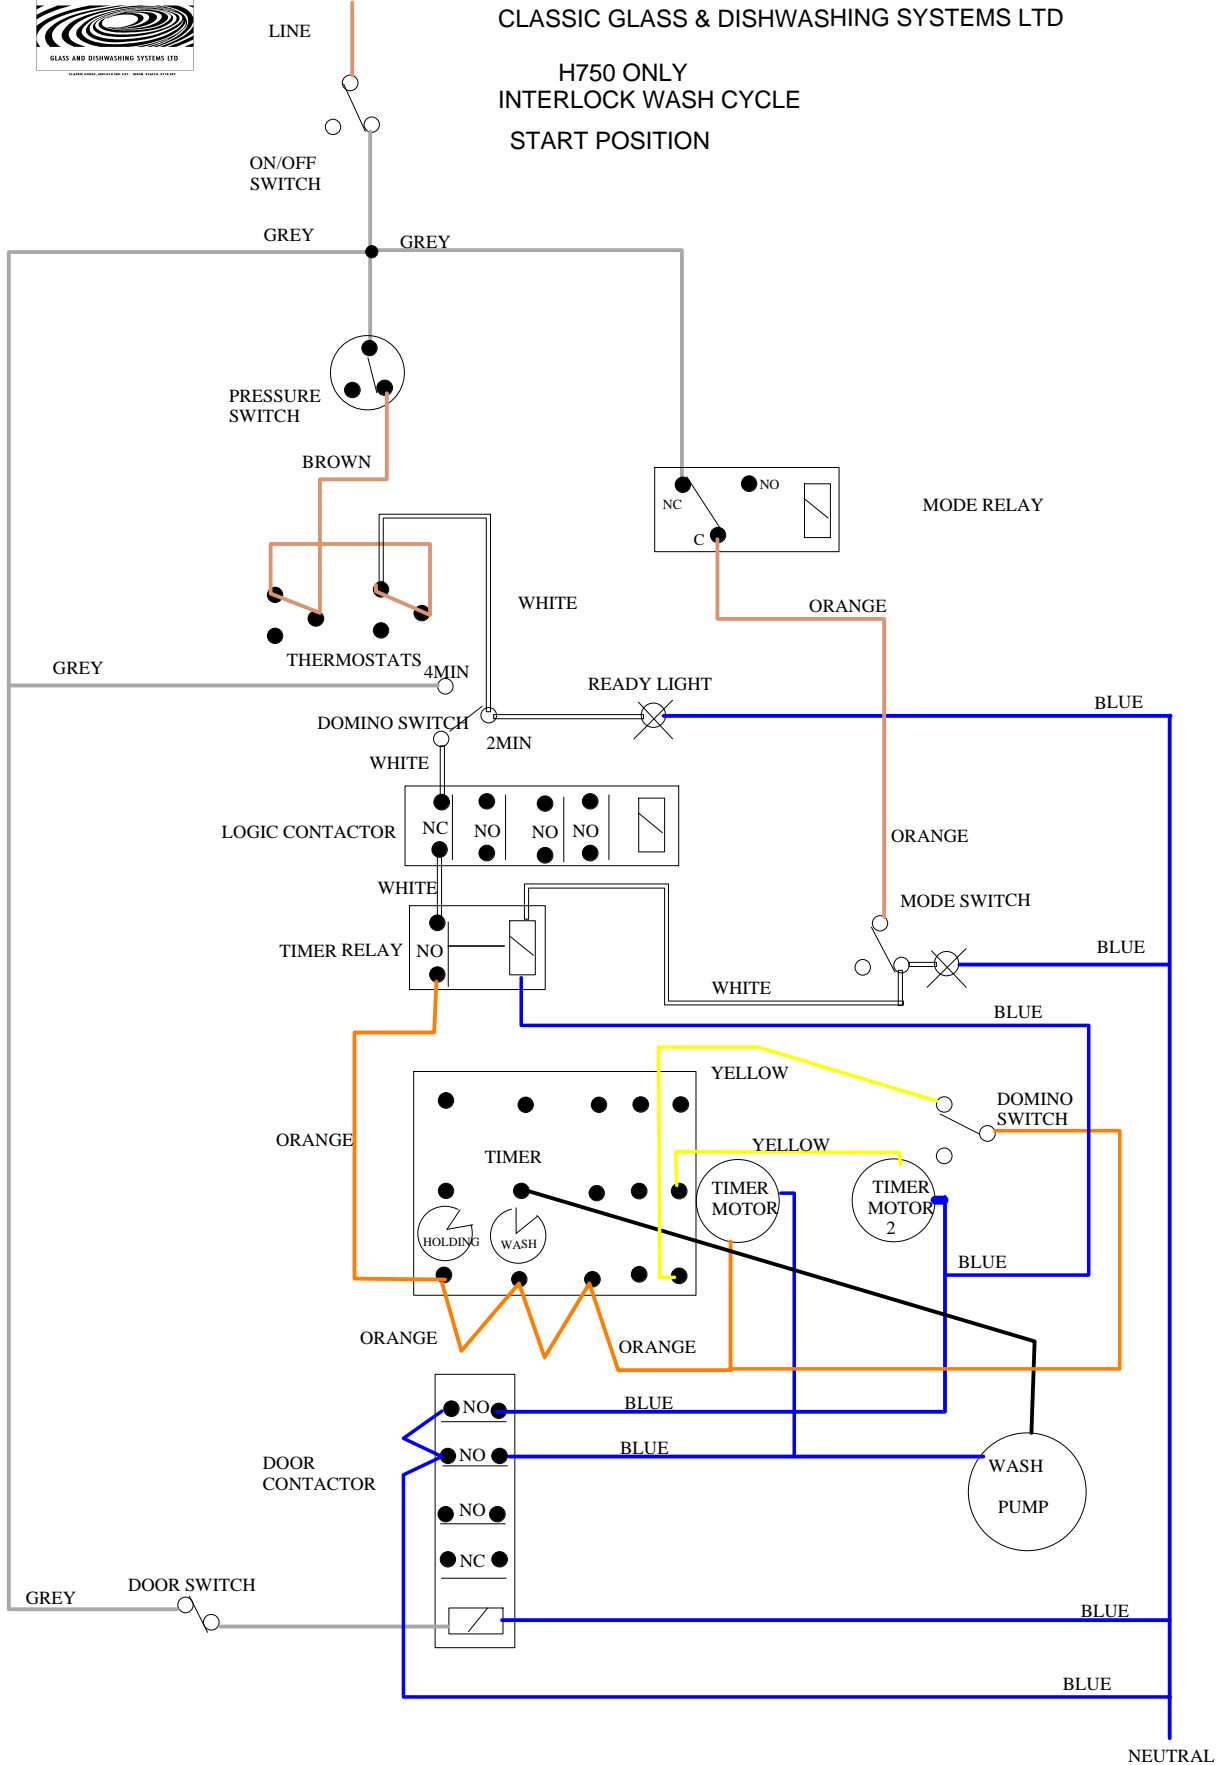 GLASS AND DISHWASHING SYSTEMS LTD
LINE
CLASSIC GLASS & DISHWASHING SYSTEMS LTD
H750 ONLY
INTERLOCK WASH CYCLE
START POSITION
ON/OFF
SWITCH
GREY
GREY
PRESSURE
SWITCH
BROWN
NC
NO
C
MODE RELAY
WHITE
ORANGE
THERMOSTATS
GREY
4MIN
READY LIGHT
BLUE
DOMINO SWITCH
2MIN
WHITE
LOGIC CONTACTOR
NC
NO
NO
NO
ORANGE
WHITE
MODE SWITCH
TIMER RELAY
NO
BLUE
WHITE
BLUE
YELLOW
DOMINO
SWITCH
ORANGE
TIMER
YELLOW
TIMER
MOTOR
TIMER
MOTOR
2
HOLDING
WASH
BLUE
ORANGE
ORANGE
NO
BLUE
NO
BLUE
DOOR
CONTACTOR
WASH
PUMP
NO
NC
DOOR SWITCH
GREY
BLUE
BLUE
NEUTRAL